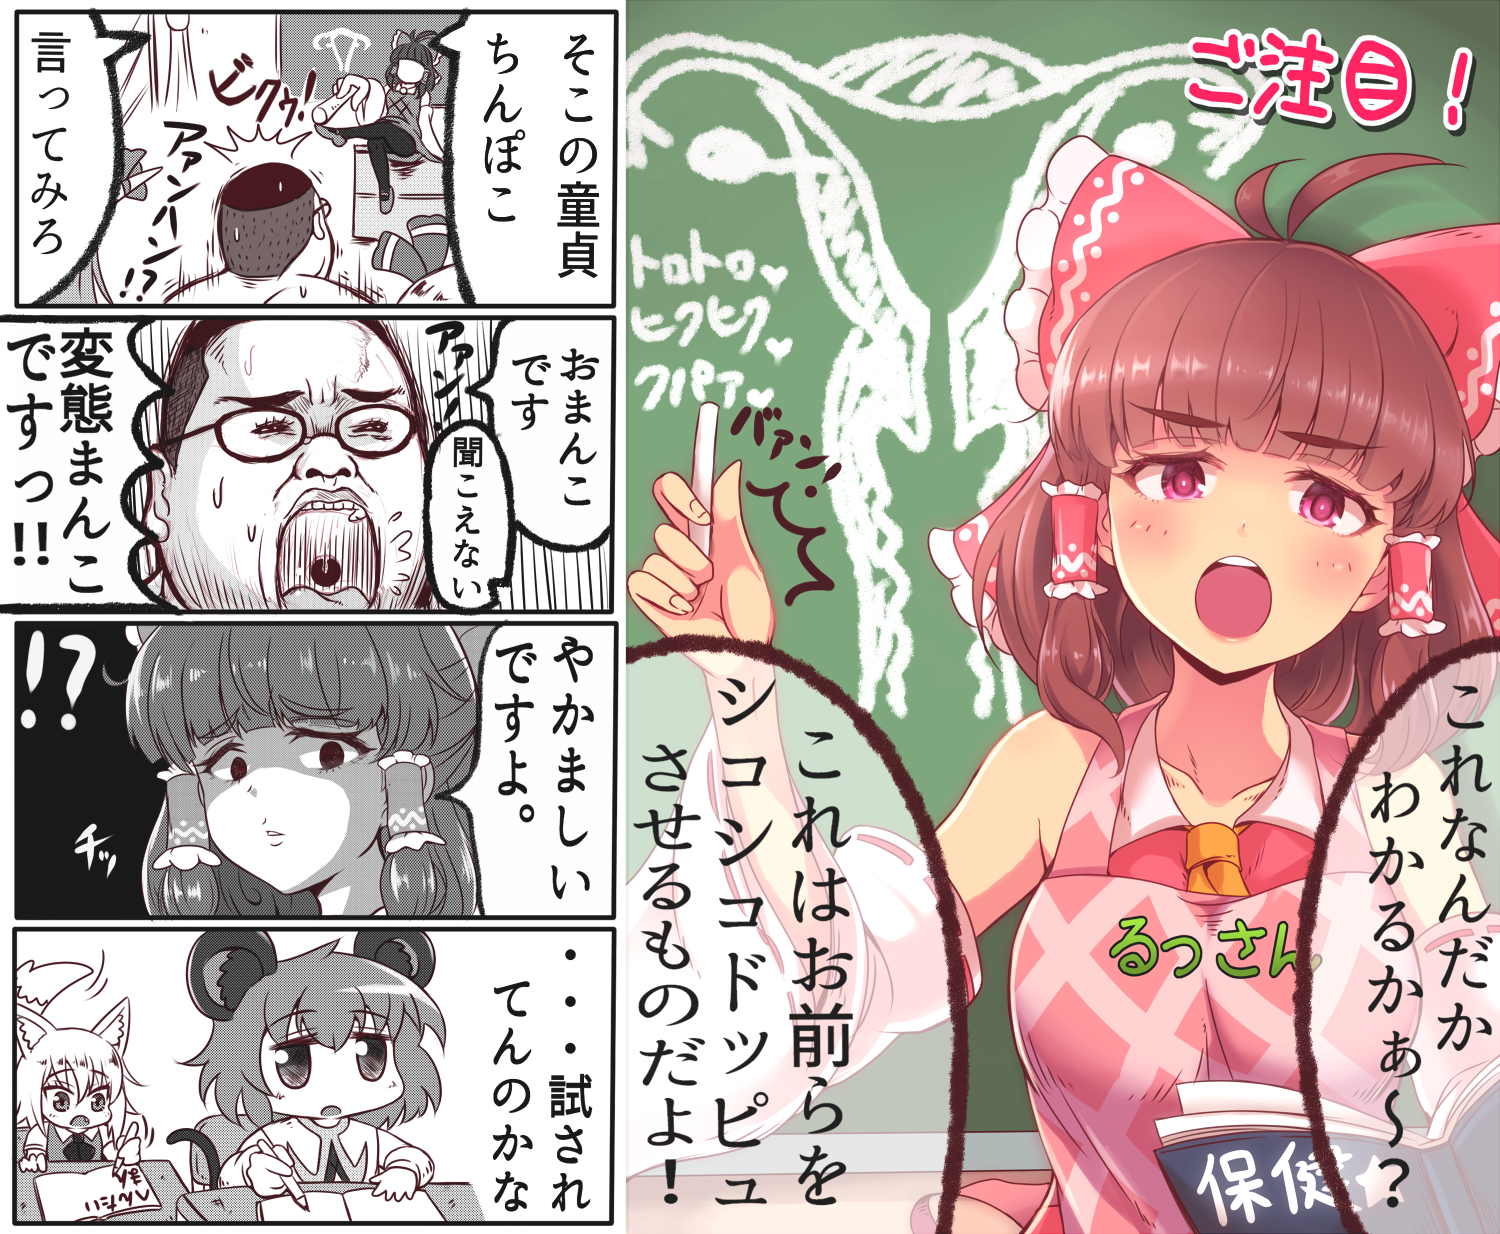 ご注目！
トロトロ♥
ヒクヒク♥
クパァ♥
バァン！
これなんだか
わかるかぁ～？
るっさん
保健
これはお前らを
シコシコドッピュ
させるものだよ！
そこの童貞
ちんぽこ
言ってみろ
ビクゥ！
アァンハーン!?
おまんこ
です
アァン!!
聞こえない
変態まんこ
ですっ!!
やかましい
ですよ。
!?
チッ
・・・試され
てんのかな